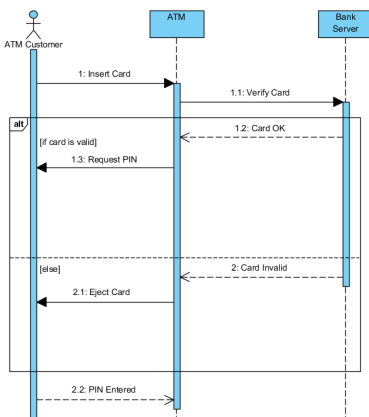 ATM Customer
ATM
Bank
Server
1: Insert Card
1.1: Verify Card
alt
1.2: Card OK
[if card is valid]
1.3: Request PIN
[else]
2: Card Invalid
2.1: Eject Card
2.2: PIN Entered